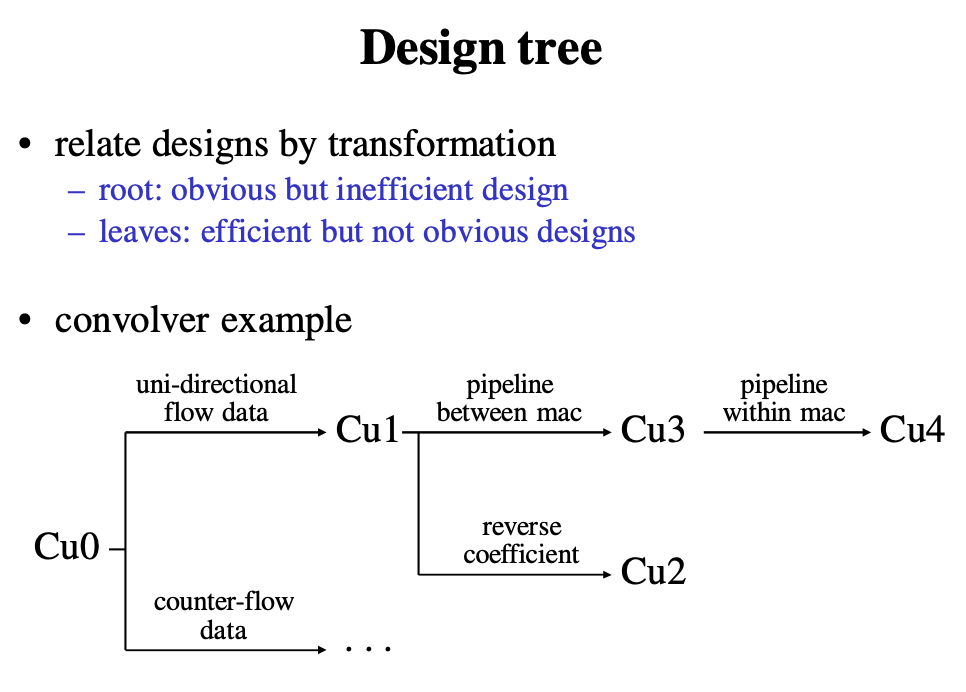 Design tree
• relate designs by transformation
– root: obvious but inefficient design
– leaves: efficient but not obvious designs
• convolver example
uni-directional
flow data
pipeline
between mac
pipeline
within mac
Cu1
Cu3
Cu4
reverse
coefficient
Cu0
Cu2
counter-flow
data
. . .